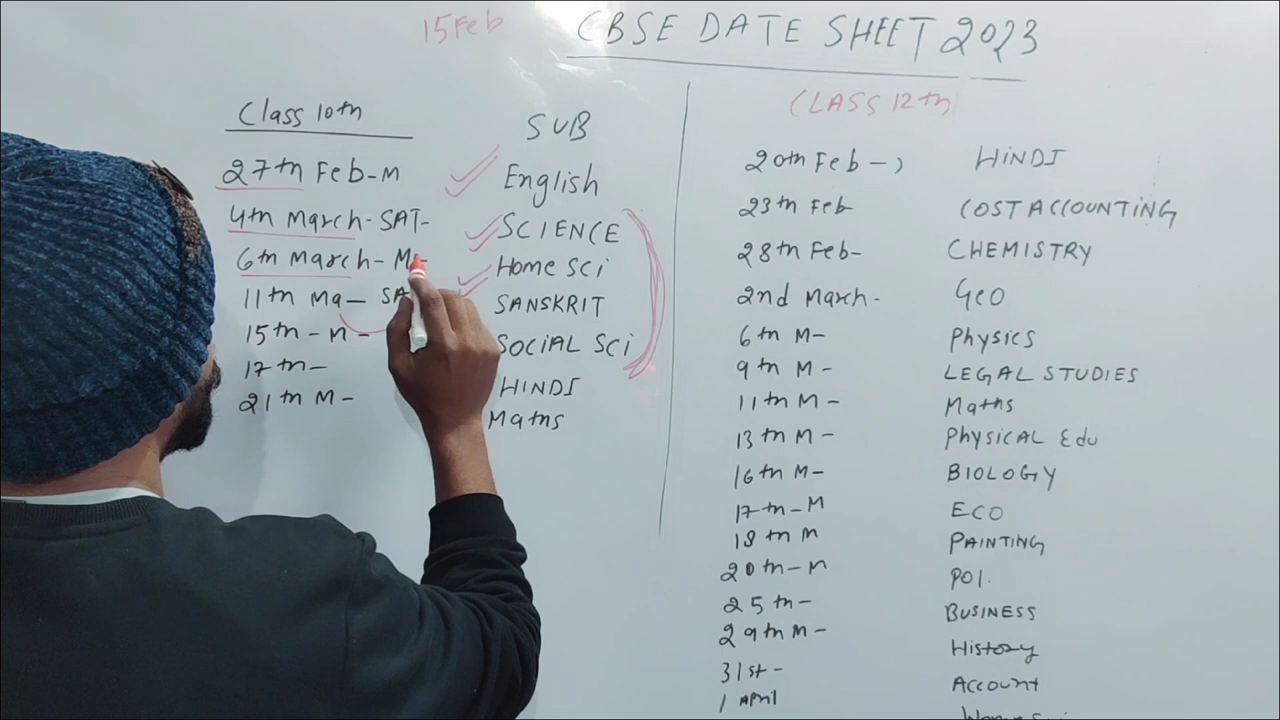 15 Feb
CBSE DATE SHEET 2023
Class 10th SUB
27th Feb-M English
4th March-SAT- SCIENCE
6th March- M- Home Sci
11th Ma- SA SANSKRIT
15th-M- SOCIAL SCi
17th- HINDI
21th M- Maths
CLASS 12th
20th Feb-> HINDI
23th Feb COST ACCOUNTING
28th Feb- CHEMISTRY
2nd March- Geo
6th M- Physics
9th M- LEGAL STUDIES
11th M- Maths
13th M- PhysicAL Edu
16th M- BIOLOGY
17th-M ECO
18th M PAINTING
20th-M POl.
25th- BUSINESS
29th M- History
31st- Account
1 April